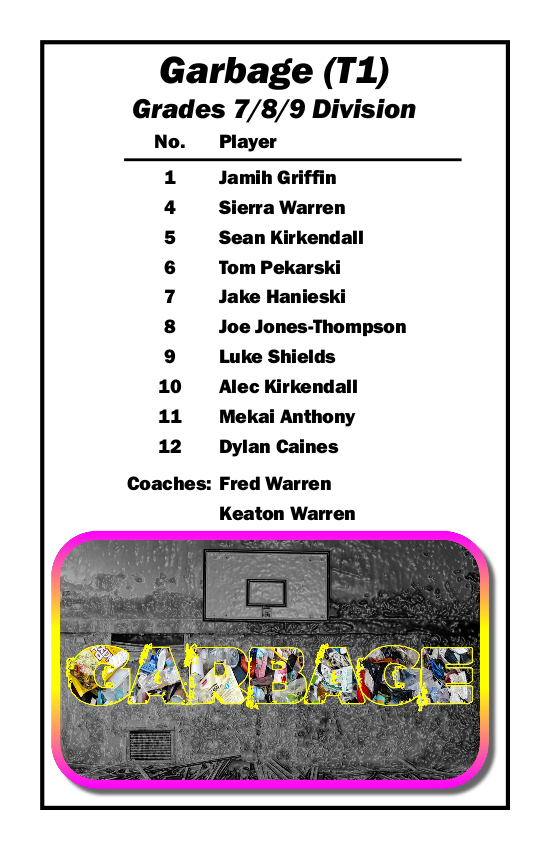 Garbage (T1)
Grades 7/8/9 Division
No. Player
1 Jamih Griffin
4 Sierra Warren
5 Sean Kirkendall
6 Tom Pekarski
7 Jake Hanieski
8 Joe Jones-Thompson
9 Luke Shields
10 Alec Kirkendall
11 Mekai Anthony
12 Dylan Caines
Coaches: Fred Warren
Keaton Warren
GARBAGE